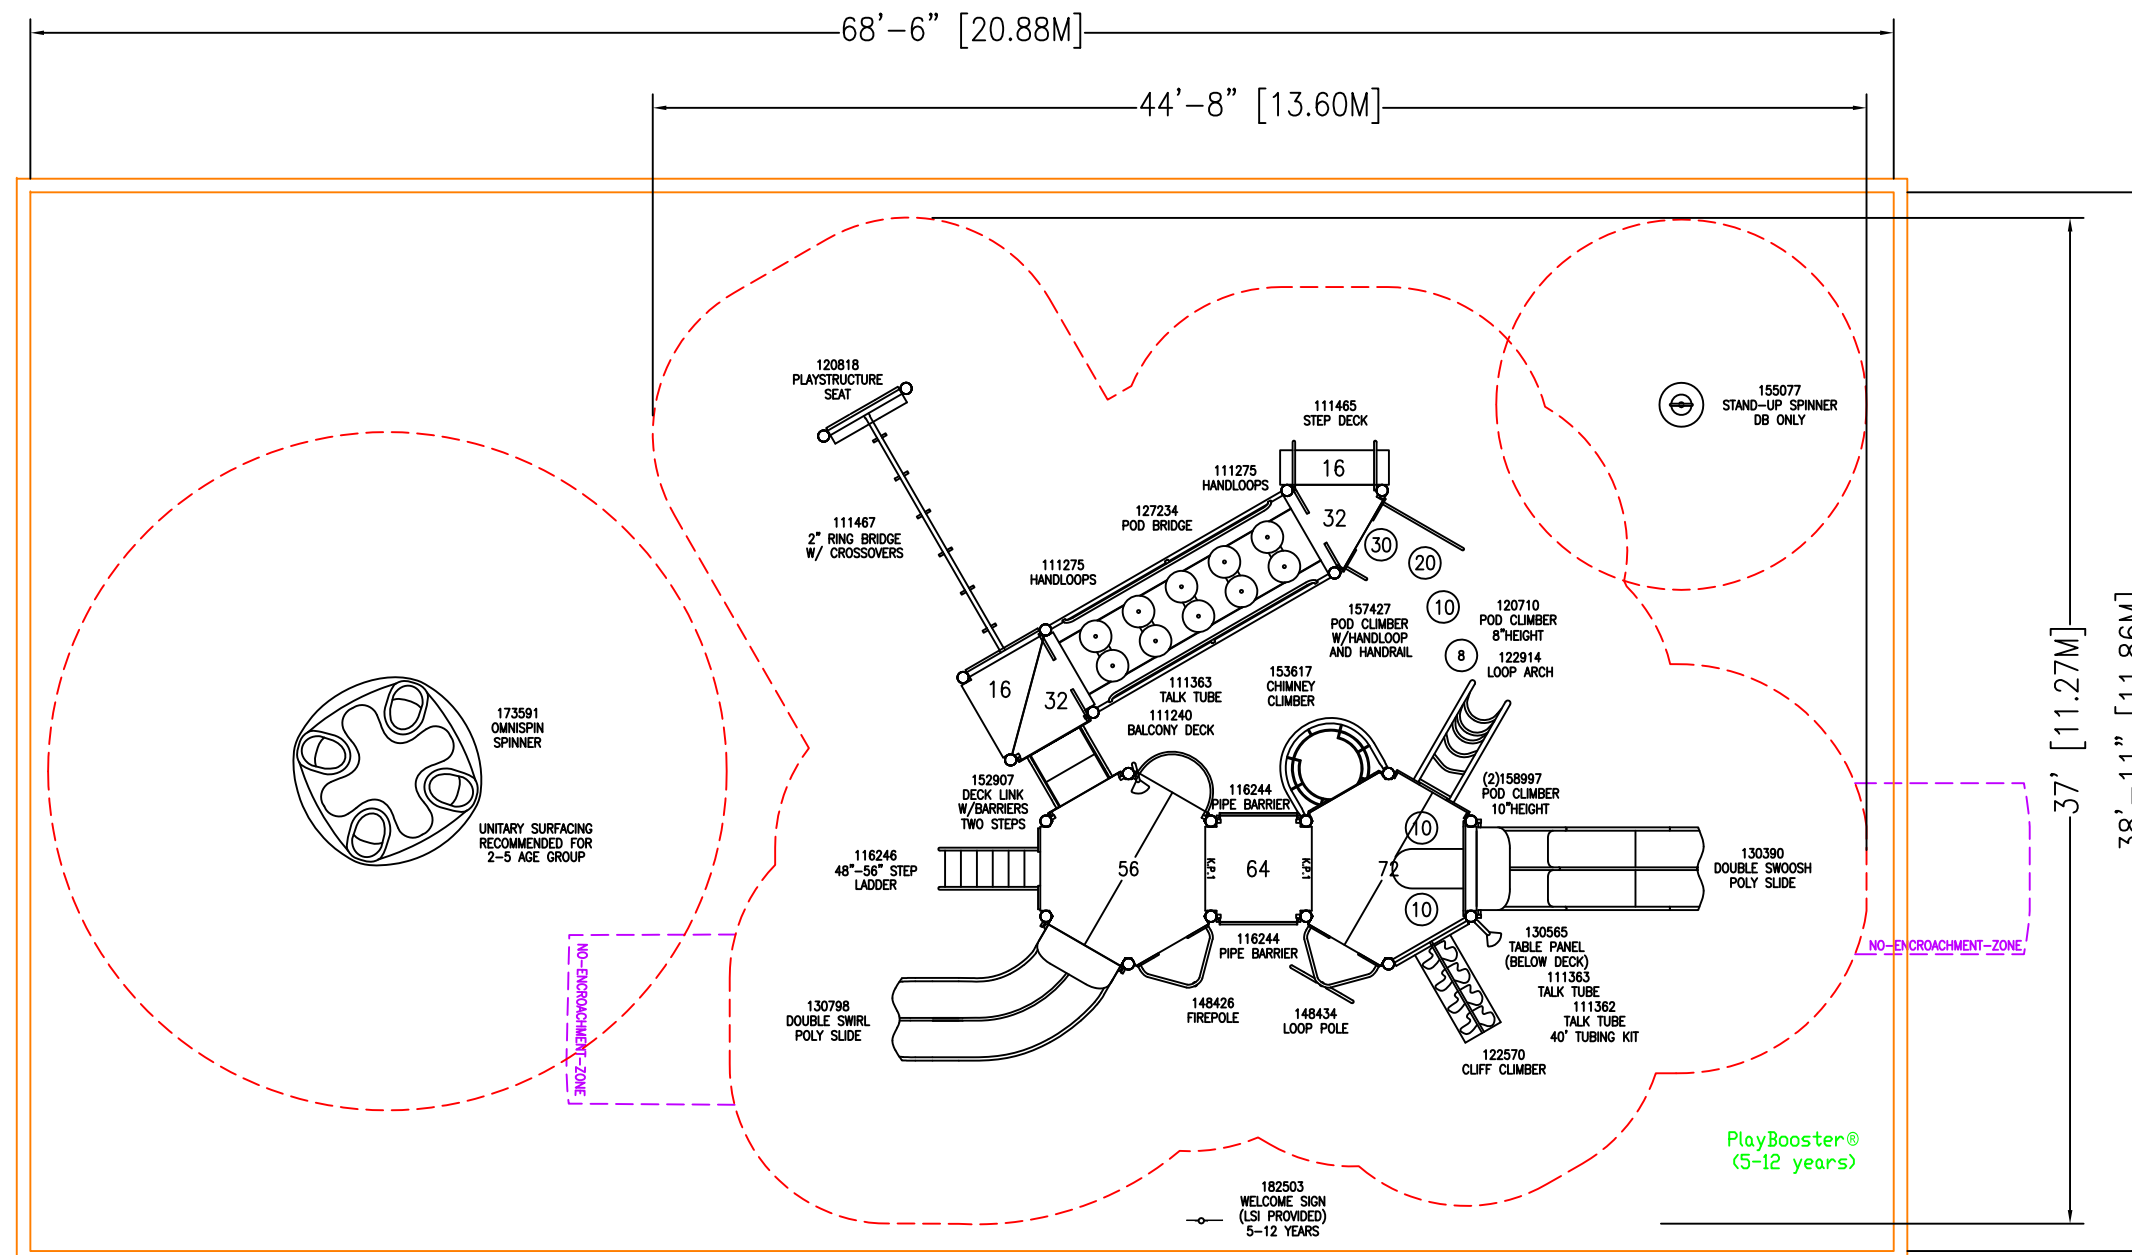 68'-6" [20.88M]
44'-8" [13.60M]
120818
PLAYSTRUCTURE
SEAT
111465
STEP DECK
155077
STAND-UP SPINNER
DB ONLY
16
111275
HANDLOOPS
127234
POD BRIDGE
32
111467
2" RING BRIDGE
W/ CROSSOVERS
30
20
111275
HANDLOOPS
10
157427
POD CLIMBER
W/HANDLOOP
AND HANDRAIL
120710
POD CLIMBER
8"HEIGHT
8
122914
LOOP ARCH
37' [11.27M]
38'-11" [11.86M]
16
32
111363
TALK TUBE
153617
CHIMNEY
CLIMBER
111240
BALCONY DECK
173591
OMNISPIN
SPINNER
152907
DECK LINK
W/BARRIERS
TWO STEPS
116244
PIPE BARRIER
(2)158997
POD CLIMBER
10"HEIGHT
UNITARY SURFACING
RECOMMENDED FOR
2-5 AGE GROUP
10
116246
48"-56" STEP
LADDER
56
K.P.1
64
K.P.1
72
130390
DOUBLE SWOOSH
POLY SLIDE
10
116244
PIPE BARRIER
130565
TABLE PANEL
(BELOW DECK)
NO-ENCROACHMENT-ZONE
NO-ENCROACHMENT-ZONE
111363
TALK TUBE
130798
DOUBLE SWIRL
POLY SLIDE
148426
FIREPOLE
148434
LOOP POLE
111362
TALK TUBE
40' TUBING KIT
122570
CLIFF CLIMBER
PlayBooster®
(5-12 years)
182503
WELCOME SIGN
(LSI PROVIDED)
5-12 YEARS